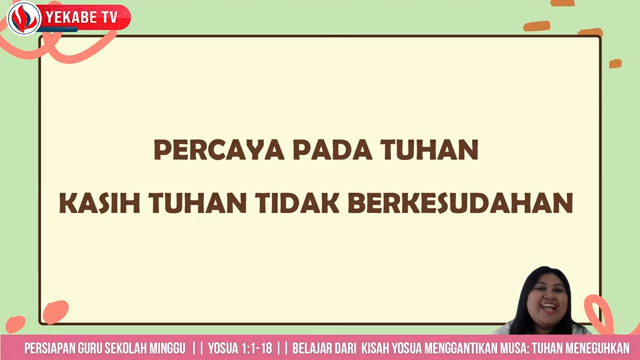 YEKABE TV
PERCAYA PADA TUHAN
KASIH TUHAN TIDAK BERKESUDAHAN
PERSIAPAN GURU SEKOLAH MINGGU || YOSUA 1:1-18 || BELAJAR DARI KISAH YOSUA MENGGANTIKAN MUSA: TUHAN MENEGUHKAN